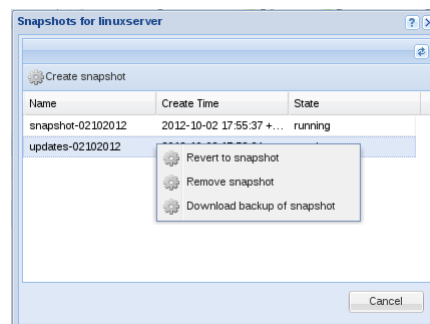 Snapshots for linuxserver
Create snapshot
Name Create Time State
snapshot-02102012 2012-10-02 17:55:37 +... running
updates-02102012
Revert to snapshot
Remove snapshot
Download backup of snapshot
Cancel